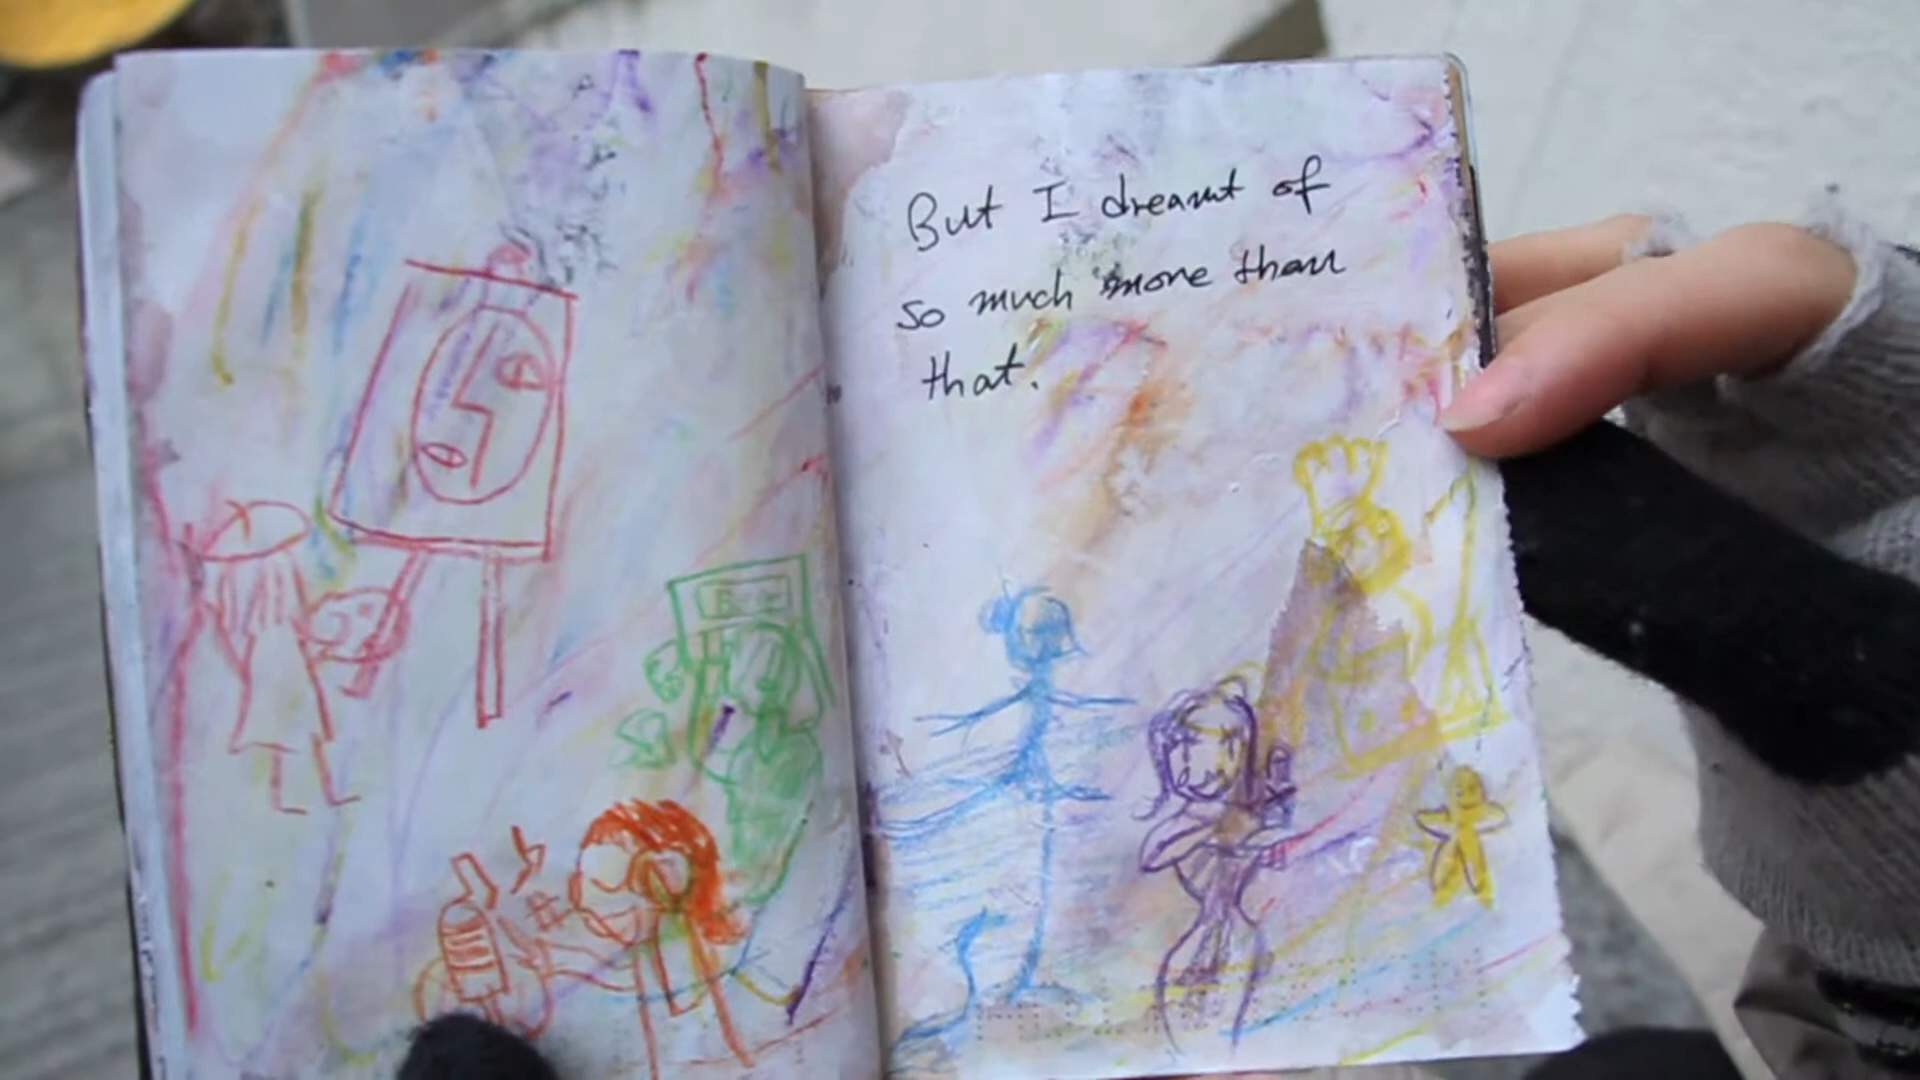 But I dreamt of
so much more than
that.